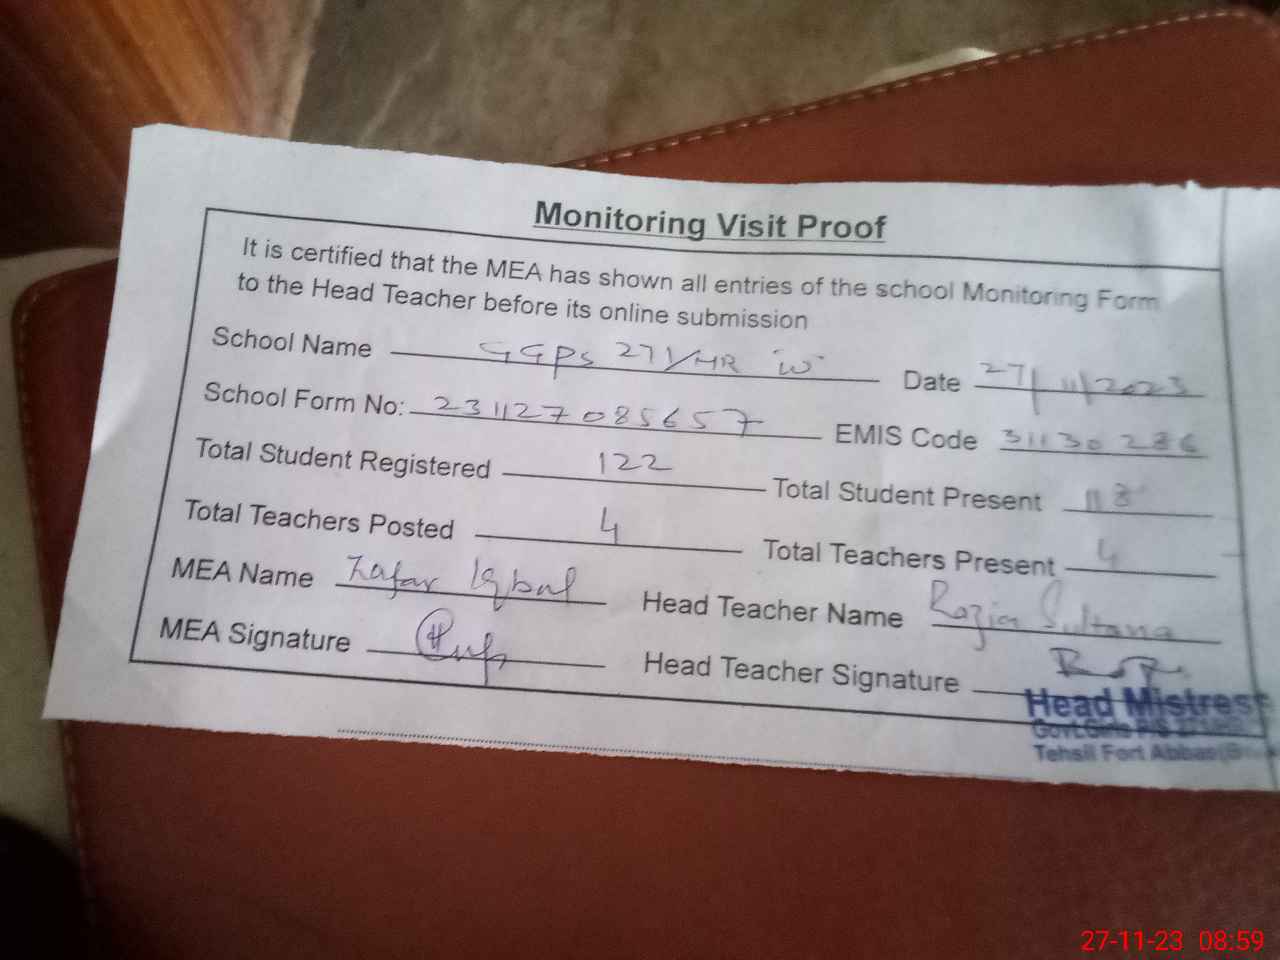 Monitoring Visit Proof
It is certified that the MEA has shown all entries of the school Monitoring Form
to the Head Teacher before its online submission
School Name GGPS 271/HR "W" Date 27/11/2023
School Form No: 231127085657 EMIS Code 31130286
Total Student Registered 122 Total Student Present 118
Total Teachers Posted 4 Total Teachers Present 4
MEA Name Zafar Iqbal Head Teacher Name Razia Sultana
MEA Signature Head Teacher Signature
Head Mistress
Govt. Girls P/S
Tehsil Fort Abbas
27-11-23 08:59